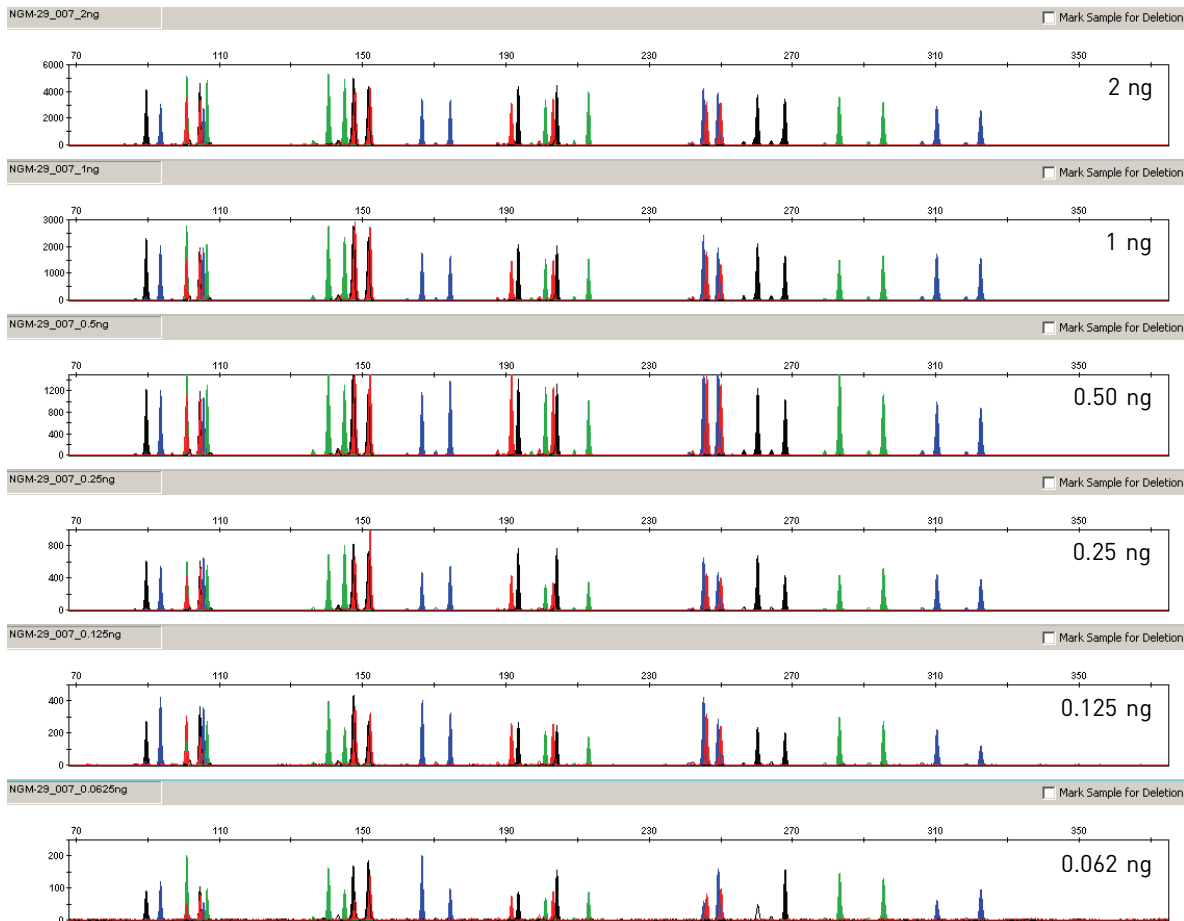 NGM-29_007_2ng Mark Sample for Deletion
70 110 150 190 230 270 310 350
6000
4000
2000
0
2 ng
NGM-29_007_1ng Mark Sample for Deletion
70 110 150 190 230 270 310 350
3000
2000
1000
0
1 ng
NGM-29_007_0.5ng Mark Sample for Deletion
70 110 150 190 230 270 310 350
1200
800
400
0
0.50 ng
NGM-29_007_0.25ng Mark Sample for Deletion
70 110 150 190 230 270 310 350
800
400
0
0.25 ng
NGM-29_007_0.125ng Mark Sample for Deletion
70 110 150 190 230 270 310 350
400
200
0
0.125 ng
NGM-29_007_0.0625ng Mark Sample for Deletion
70 110 150 190 230 270 310 350
200
100
0
0.062 ng